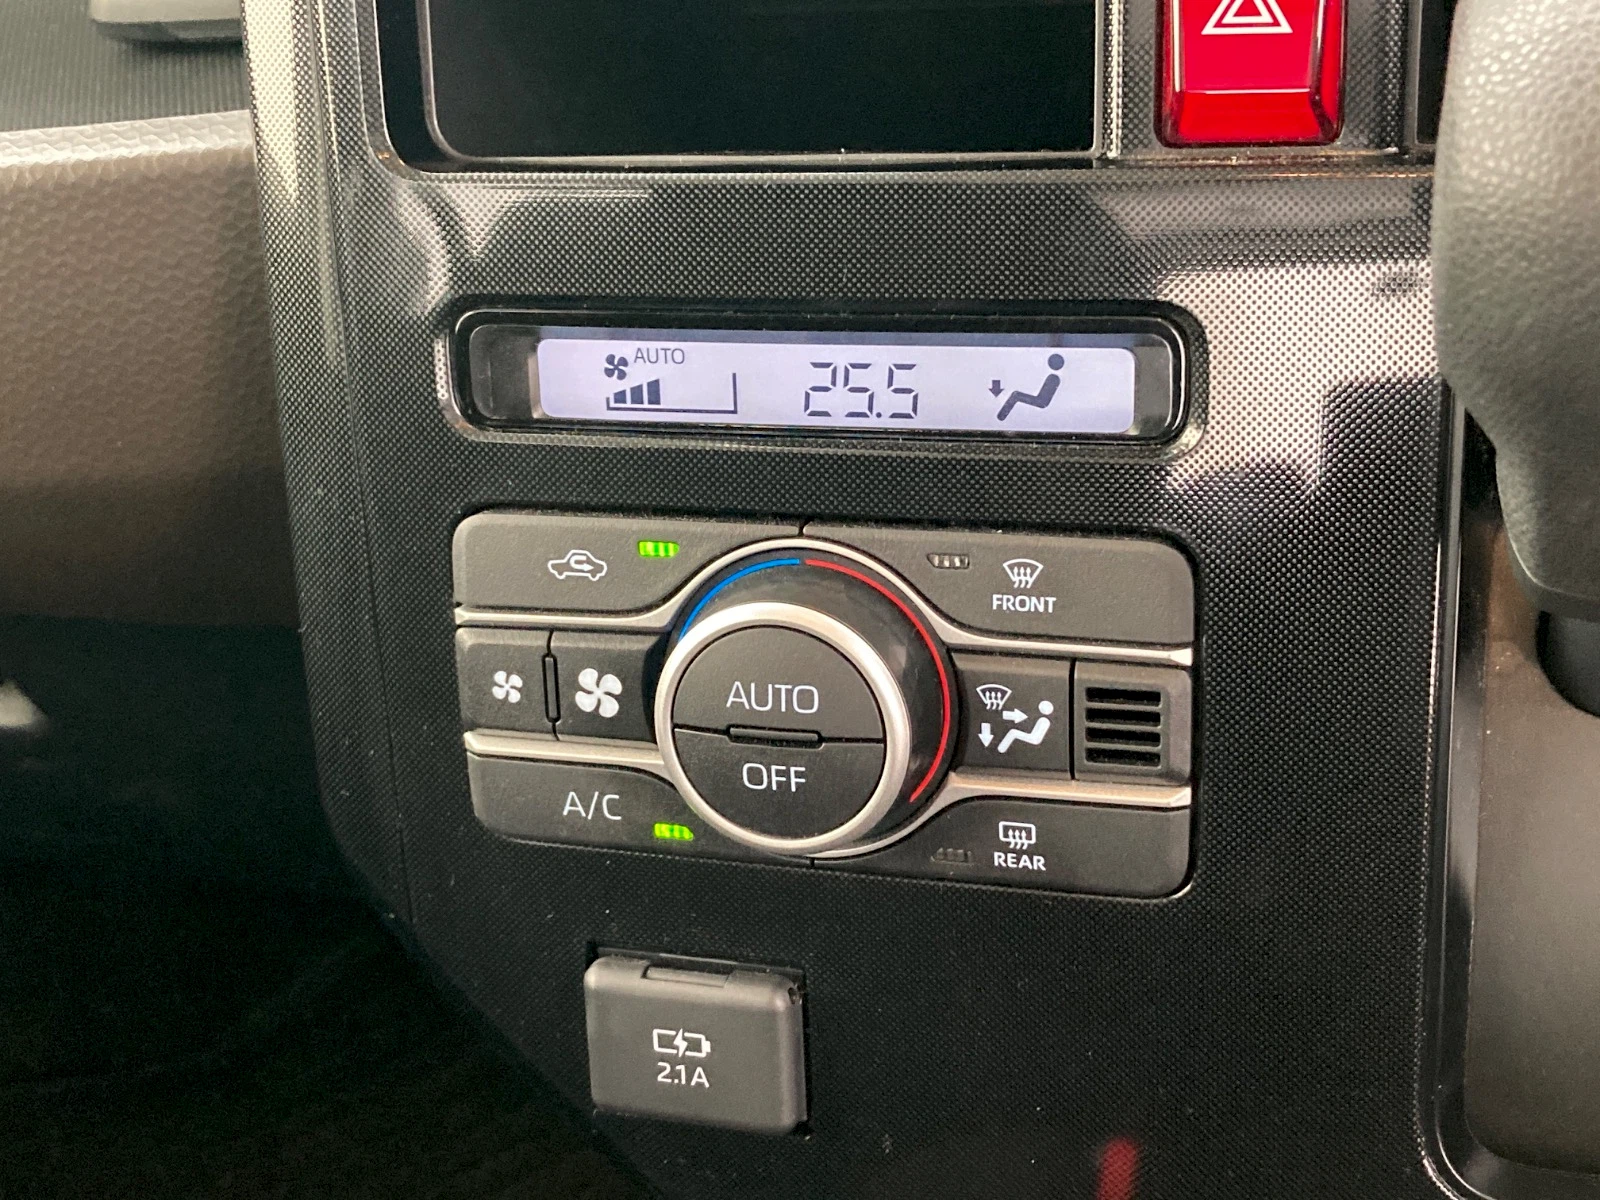 AUTO
25.5
FRONT
AUTO
OFF
A/C
REAR
2.1A